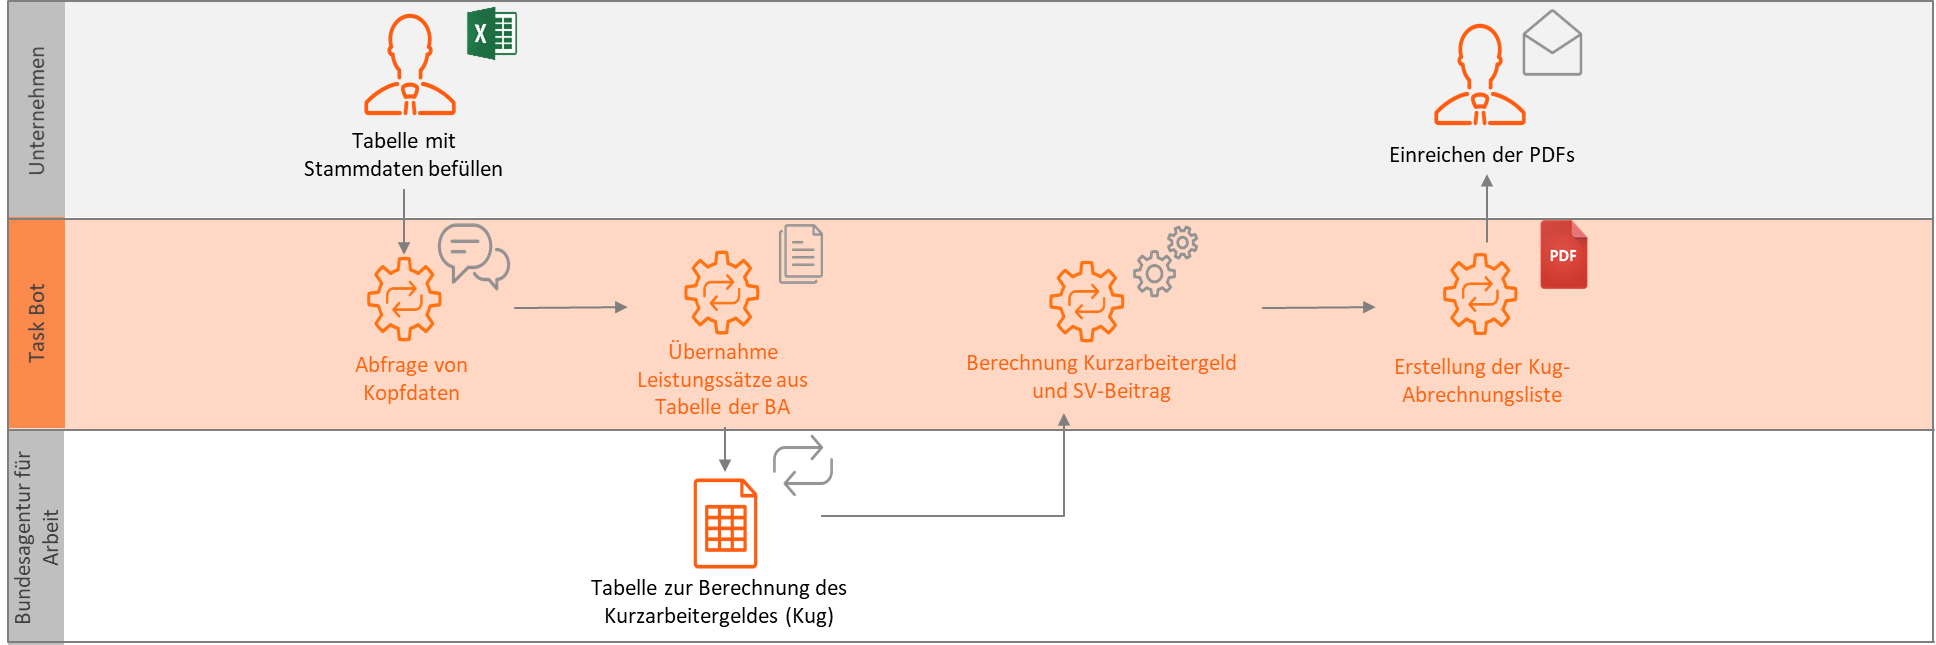 Unternehmen
X
Tabelle mit
Stammdaten befüllen
Einreichen der PDFs
Task Bot
Abfrage von
Kopfdaten
Übernahme
Leistungssätze aus
Tabelle der BA
Berechnung Kurzarbeitergeld
und SV-Beitrag
PDF
Erstellung der Kug-
Abrechnungsliste
Bundesagentur für
Arbeit
Tabelle zur Berechnung des
Kurzarbeitergeldes (Kug)